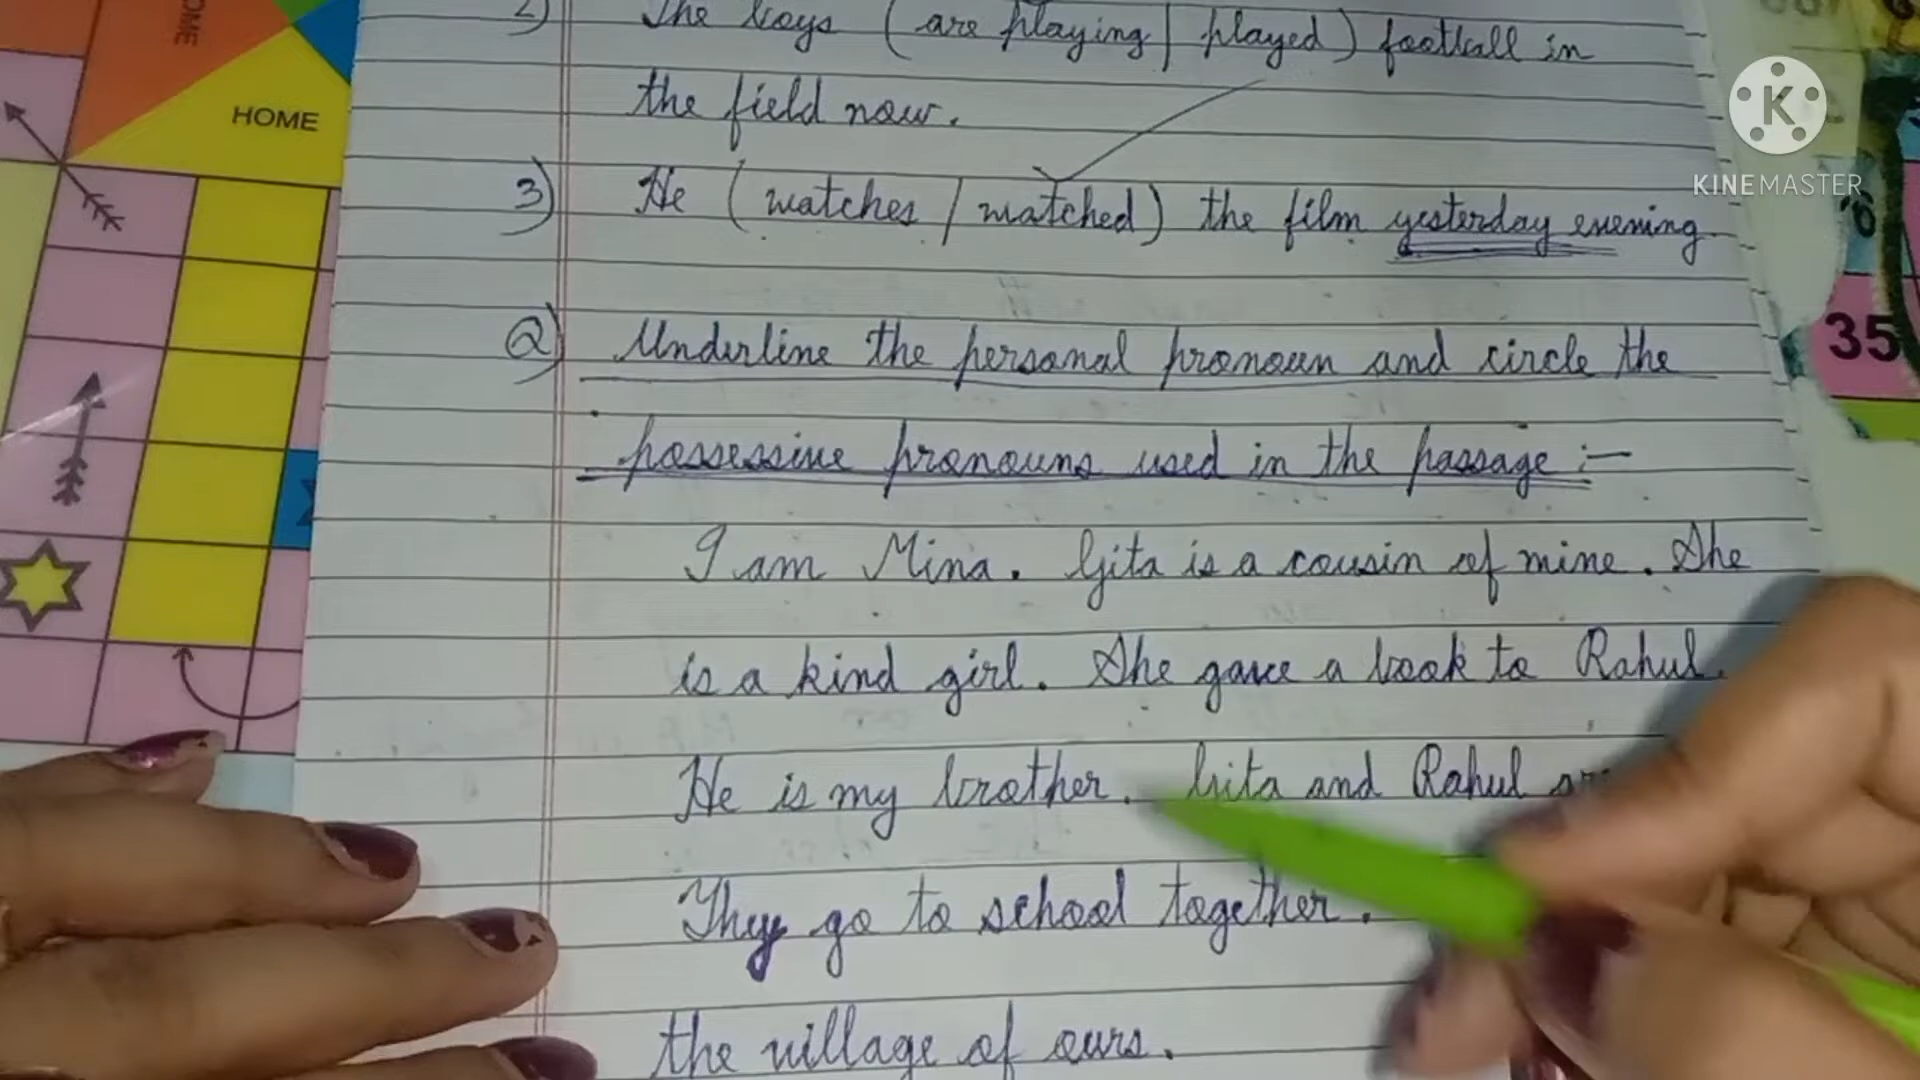 HOME
HOME
2) The boys (are playing | played) football in
the field now.
3) He (watches / watched) the film yesterday evening
Q) Underline the personal pronoun and circle the
possessive pronouns used in the passage :-
I am Mina. Gita is a cousin of mine. She
is a kind girl. She gave a book to Rahul.
He is my brother. Gita and Rahul
They go to school together.
the village of ours.
K
KINEMASTER
35